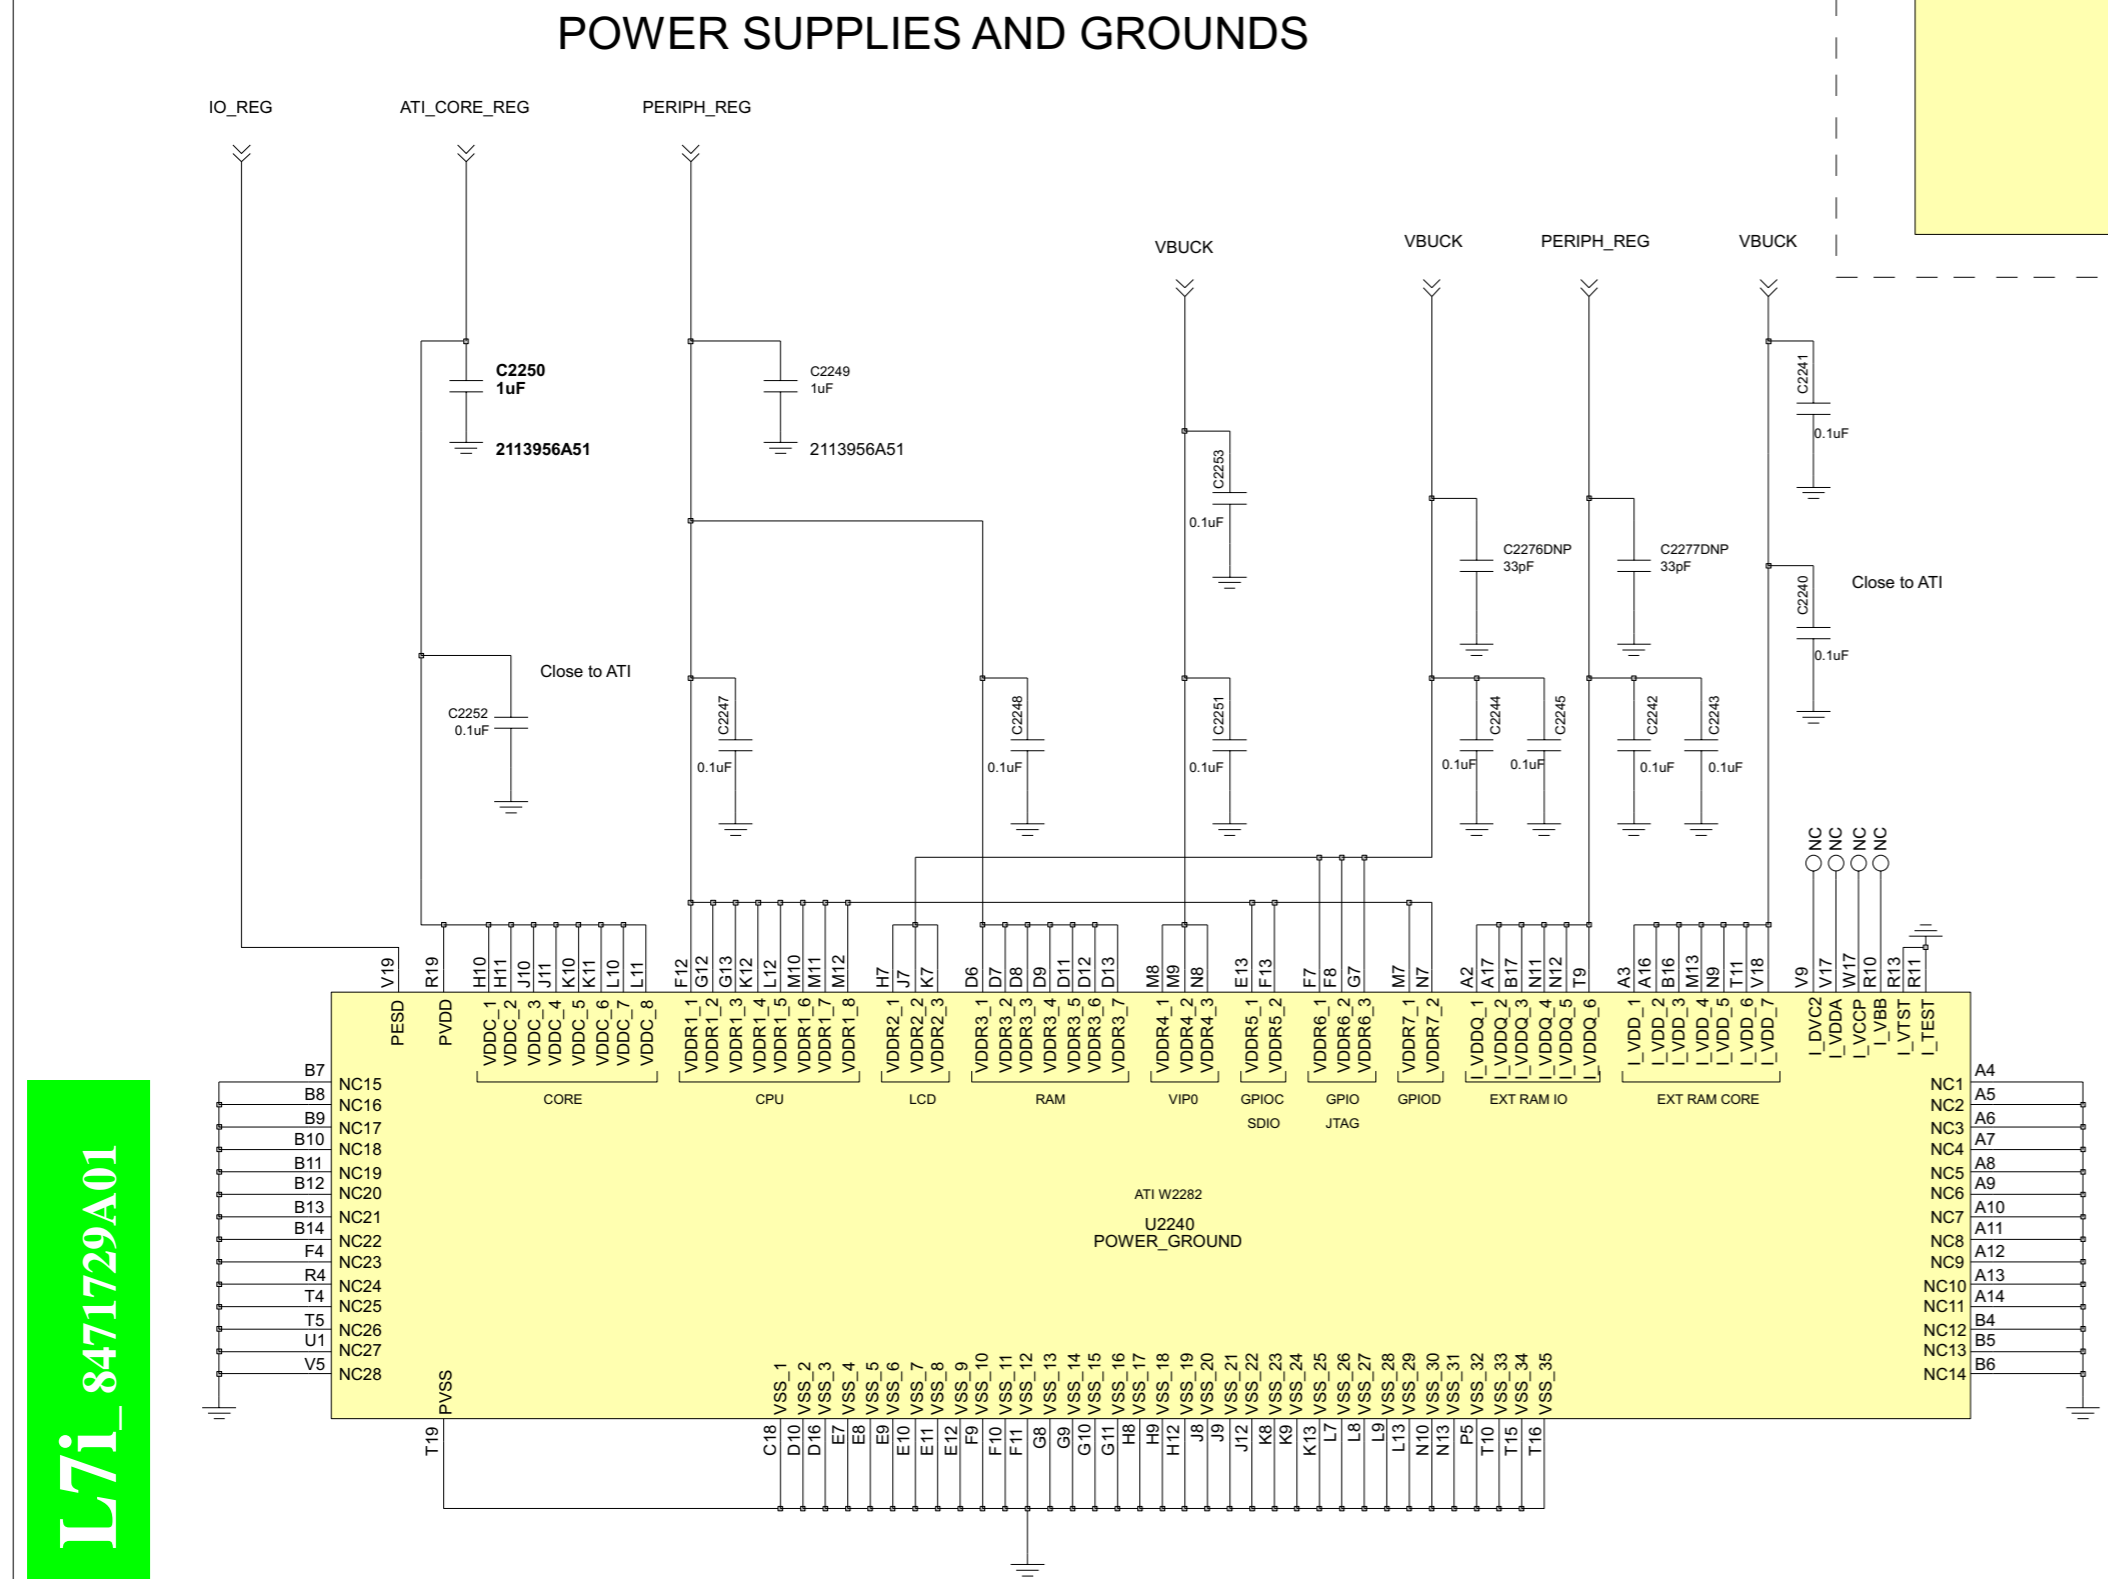 POWER SUPPLIES AND GROUNDS
IO_REG
ATI_CORE_REG
PERIPH_REG
VBUCK
VBUCK
PERIPH_REG
VBUCK
C2250
1uF
2113956A51
C2249
1uF
2113956A51
C2241
0.1uF
C2253
0.1uF
C2276DNP
33pF
C2277DNP
33pF
C2240
0.1uF
Close to ATI
Close to ATI
C2252
0.1uF
C2247
0.1uF
C2248
0.1uF
C2251
0.1uF
C2244
0.1uF
C2245
0.1uF
C2242
0.1uF
C2243
0.1uF
NC
NC
NC
NC
V19 R19 H10 H11 J10 J11 K10 K11 L10 L11 F12 G12 G13 K12 L12 M10 M11 M12 H7 J7 K7 D6 D7 D8 D9 D11 D12 D13 M8 M9 N8 E13 F13 F7 F8 G7 M7 N7 A2 A17 B17 N11 N12 T9 A3 A16 B16 M13 N9 T11 V18 V9 V17 W17 R10 R13 R11
PESD PVDD VDDC_1 VDDC_2 VDDC_3 VDDC_4 VDDC_5 VDDC_6 VDDC_7 VDDC_8 VDDR1_1 VDDR1_2 VDDR1_3 VDDR1_4 VDDR1_5 VDDR1_6 VDDR1_7 VDDR1_8 VDDR2_1 VDDR2_2 VDDR2_3 VDDR3_1 VDDR3_2 VDDR3_3 VDDR3_4 VDDR3_5 VDDR3_6 VDDR3_7 VDDR4_1 VDDR4_2 VDDR4_3 VDDR5_1 VDDR5_2 VDDR6_1 VDDR6_2 VDDR6_3 VDDR7_1 VDDR7_2 I_VDDQ_1 I_VDDQ_2 I_VDDQ_3 I_VDDQ_4 I_VDDQ_5 I_VDDQ_6 I_VDD_1 I_VDD_2 I_VDD_3 I_VDD_4 I_VDD_5 I_VDD_6 I_VDD_7 I_DVC2 I_VDDA I_VCCP I_VBB I_VTST I_TEST
CORE
CPU
LCD
RAM
VIP0
GPIOC
SDIO
GPIO
JTAG
GPIOD
EXT RAM IO
EXT RAM CORE
B7 NC15
B8 NC16
B9 NC17
B10 NC18
B11 NC19
B12 NC20
B13 NC21
B14 NC22
F4 NC23
R4 NC24
T4 NC25
T5 NC26
U1 NC27
V5 NC28
NC1 A4
NC2 A5
NC3 A6
NC4 A7
NC5 A8
NC6 A9
NC7 A10
NC8 A11
NC9 A12
NC10 A13
NC11 A14
NC12 B4
NC13 B5
NC14 B6
ATI W2282
U2240
POWER_GROUND
PVSS VSS_1 VSS_2 VSS_3 VSS_4 VSS_5 VSS_6 VSS_7 VSS_8 VSS_9 VSS_10 VSS_11 VSS_12 VSS_13 VSS_14 VSS_15 VSS_16 VSS_17 VSS_18 VSS_19 VSS_20 VSS_21 VSS_22 VSS_23 VSS_24 VSS_25 VSS_26 VSS_27 VSS_28 VSS_29 VSS_30 VSS_31 VSS_32 VSS_33 VSS_34 VSS_35
T19 C18 D10 D16 E7 E8 E9 E10 E11 E12 F9 F10 F11 G8 G9 G10 G11 H8 H9 H12 J8 J9 J12 K8 K9 K13 L7 L8 L9 L13 N10 N13 P5 T10 T15 T16
L7i_8471729A01